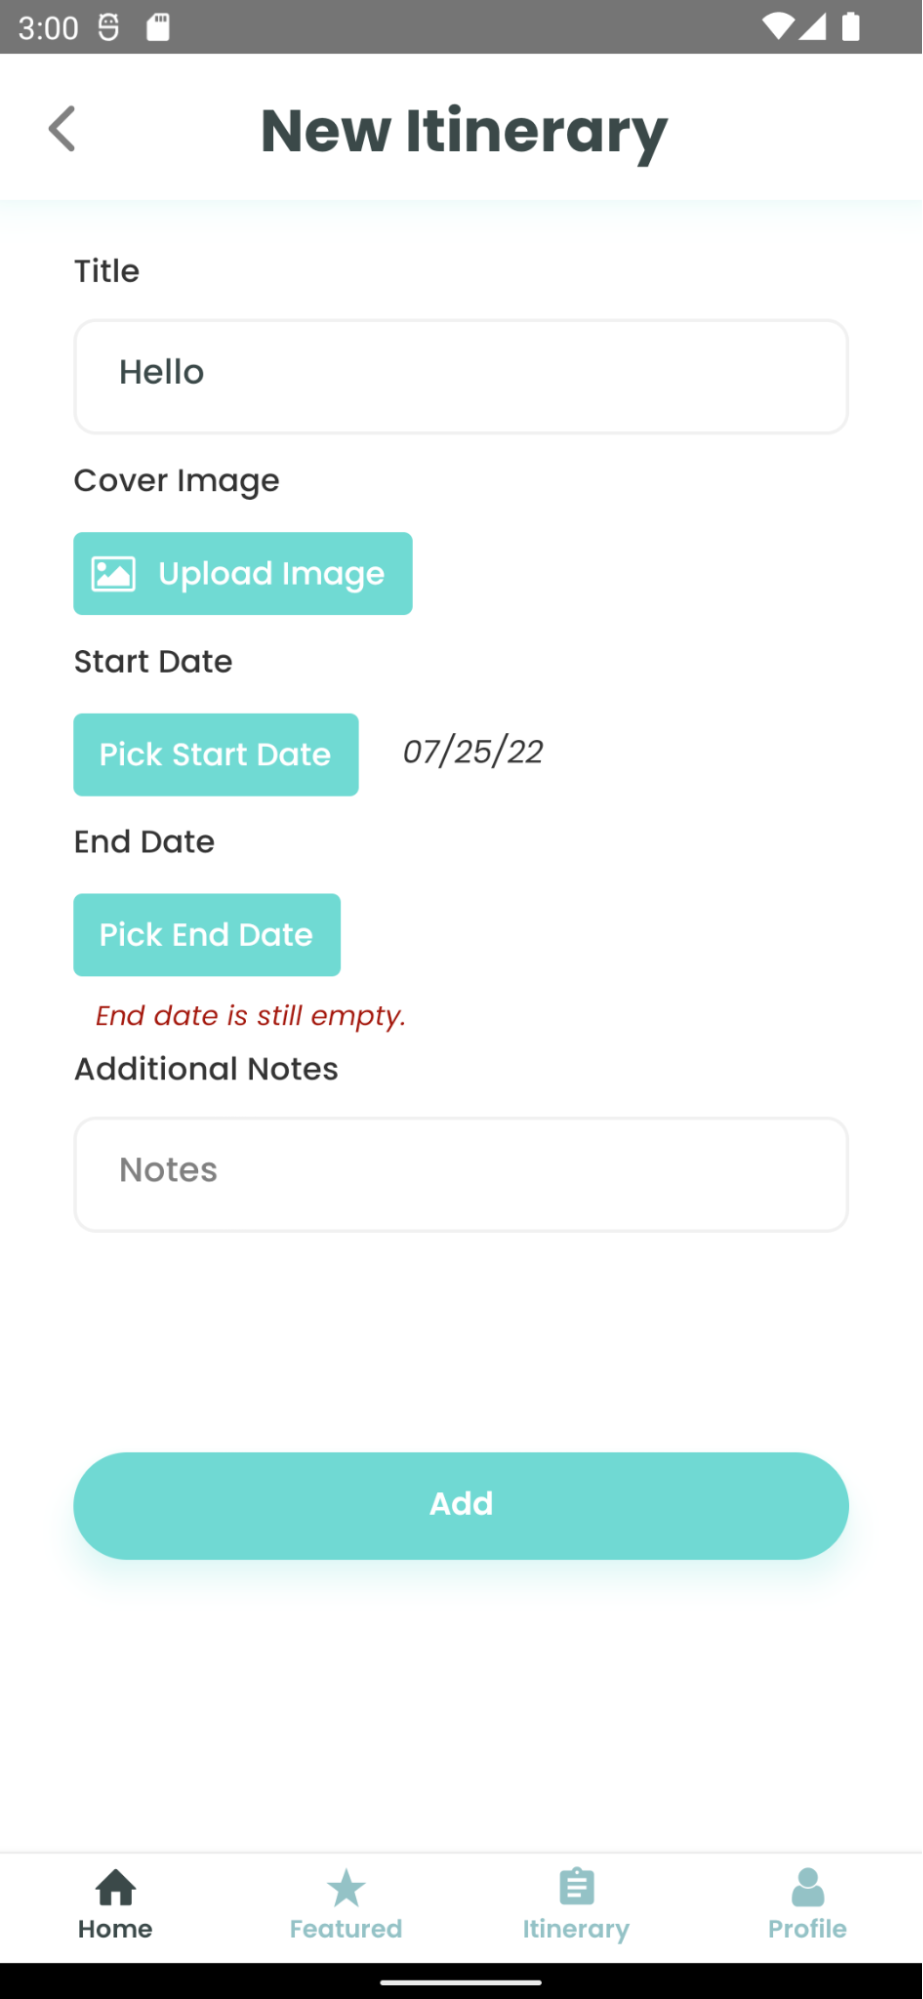 3:00
New Itinerary
Title
Hello
Cover Image
Upload Image
Start Date
Pick Start Date 07/25/22
End Date
Pick End Date
End date is still empty.
Additional Notes
Notes
Add
Home Featured Itinerary Profile